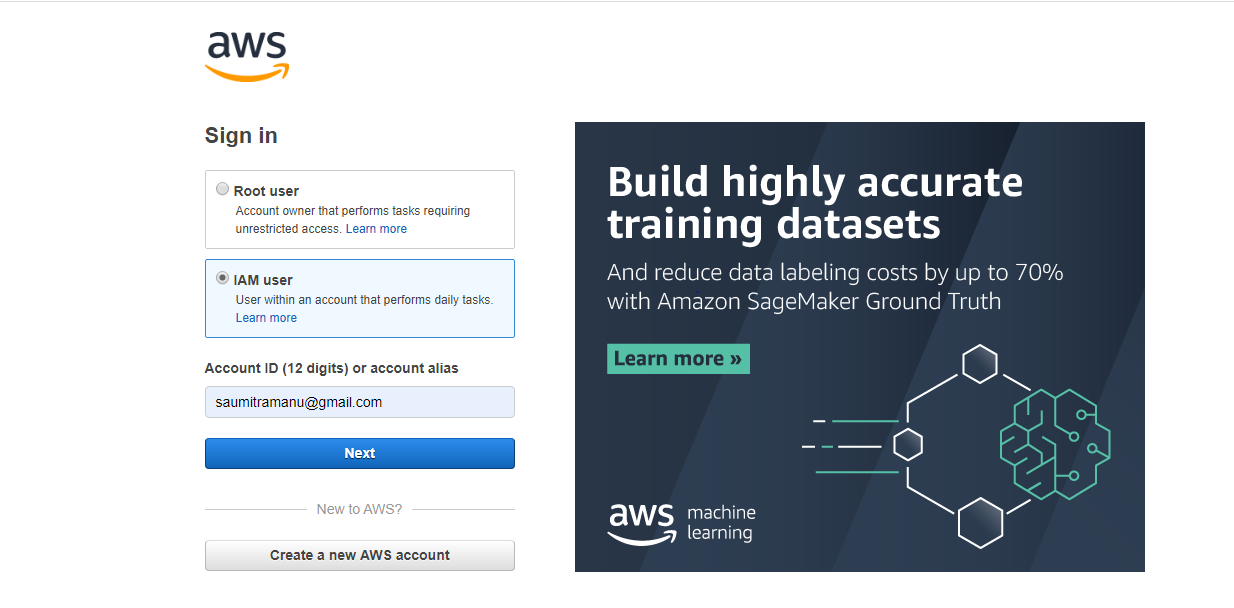 aws
Sign in
Root user
Account owner that performs tasks requiring
unrestricted access. Learn more
IAM user
User within an account that performs daily tasks.
Learn more
Account ID (12 digits) or account alias
saumitramanu@gmail.com
Next
New to AWS?
Create a new AWS account
Build highly accurate
training datasets
And reduce data labeling costs by up to 70%
with Amazon SageMaker Ground Truth
Learn more »
aws machine
learning